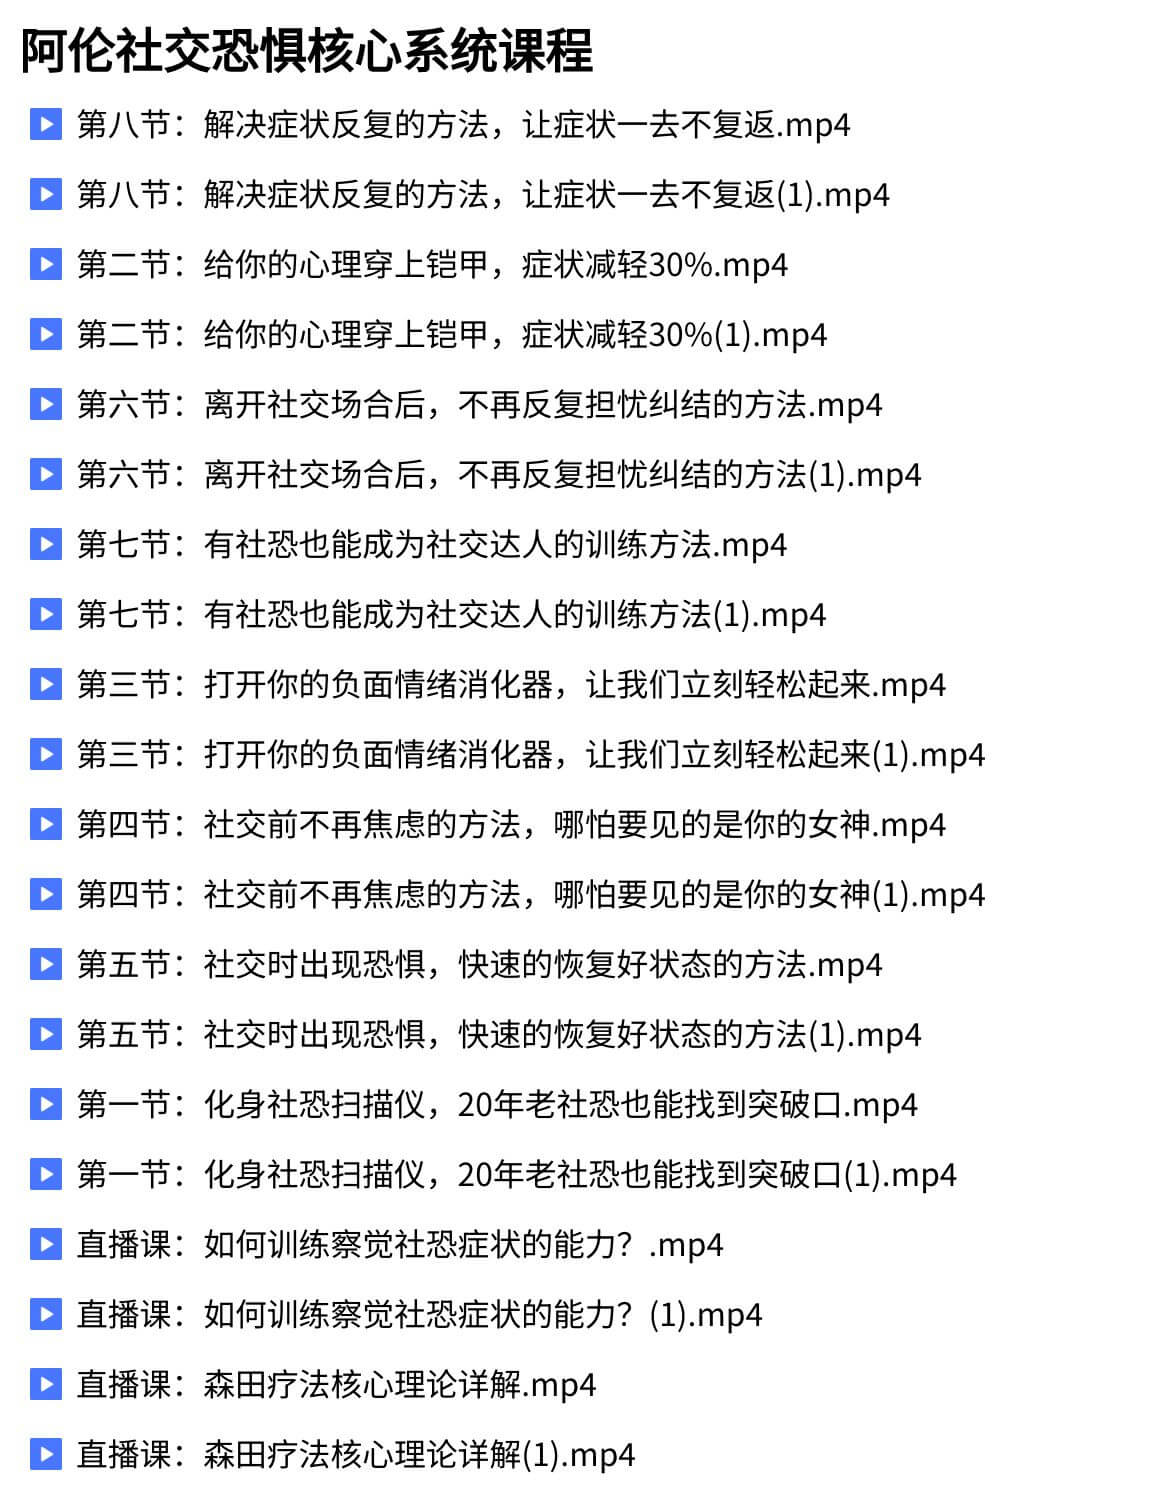 阿伦社交恐惧核心系统课程
第八节：解决症状反复的方法，让症状一去不复返.mp4
第八节：解决症状反复的方法，让症状一去不复返(1).mp4
第二节：给你的心理穿上铠甲，症状减轻30%.mp4
第二节：给你的心理穿上铠甲，症状减轻30%(1).mp4
第六节：离开社交场合后，不再反复担忧纠结的方法.mp4
第六节：离开社交场合后，不再反复担忧纠结的方法(1).mp4
第七节：有社恐也能成为社交达人的训练方法.mp4
第七节：有社恐也能成为社交达人的训练方法(1).mp4
第三节：打开你的负面情绪消化器，让我们立刻轻松起来.mp4
第三节：打开你的负面情绪消化器，让我们立刻轻松起来(1).mp4
第四节：社交前不再焦虑的方法，哪怕要见的是你的女神.mp4
第四节：社交前不再焦虑的方法，哪怕要见的是你的女神(1).mp4
第五节：社交时出现恐惧，快速的恢复好状态的方法.mp4
第五节：社交时出现恐惧，快速的恢复好状态的方法(1).mp4
第一节：化身社恐扫描仪，20年老社恐也能找到突破口.mp4
第一节：化身社恐扫描仪，20年老社恐也能找到突破口(1).mp4
直播课：如何训练察觉社恐症状的能力？.mp4
直播课：如何训练察觉社恐症状的能力？(1).mp4
直播课：森田疗法核心理论详解.mp4
直播课：森田疗法核心理论详解(1).mp4